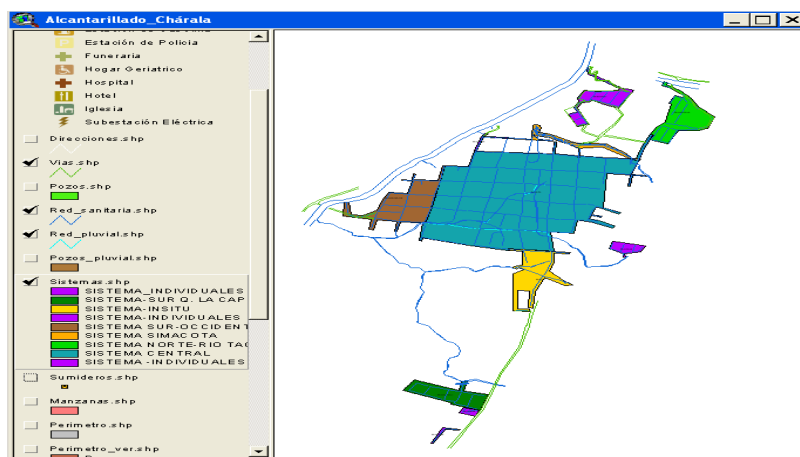 Alcantarillado_Chárala
Estación de Policia
Funeraria
Hogar Geriatrico
Hospital
Hotel
Iglesia
Subestación Eléctrica
Direcciones.shp
Vias.shp
Pozos.shp
Red_sanitaria.shp
Red_pluvial.shp
Pozos_pluvial.shp
Sistemas.shp
SISTEMA_INDIVIDUALES
SISTEMA-SUR Q. LA CAP
SISTEMA-INSITU
SISTEMA-INDIVIDUALES
SISTEMA SUR-OCCIDENT
SISTEMA SIMACOTA
SISTEMA NORTE-RIO TA
SISTEMA CENTRAL
SISTEMA -INDIVIDUALES
Sumideros.shp
Manzanas.shp
Perimetro.shp
Perimetro_ver.shp